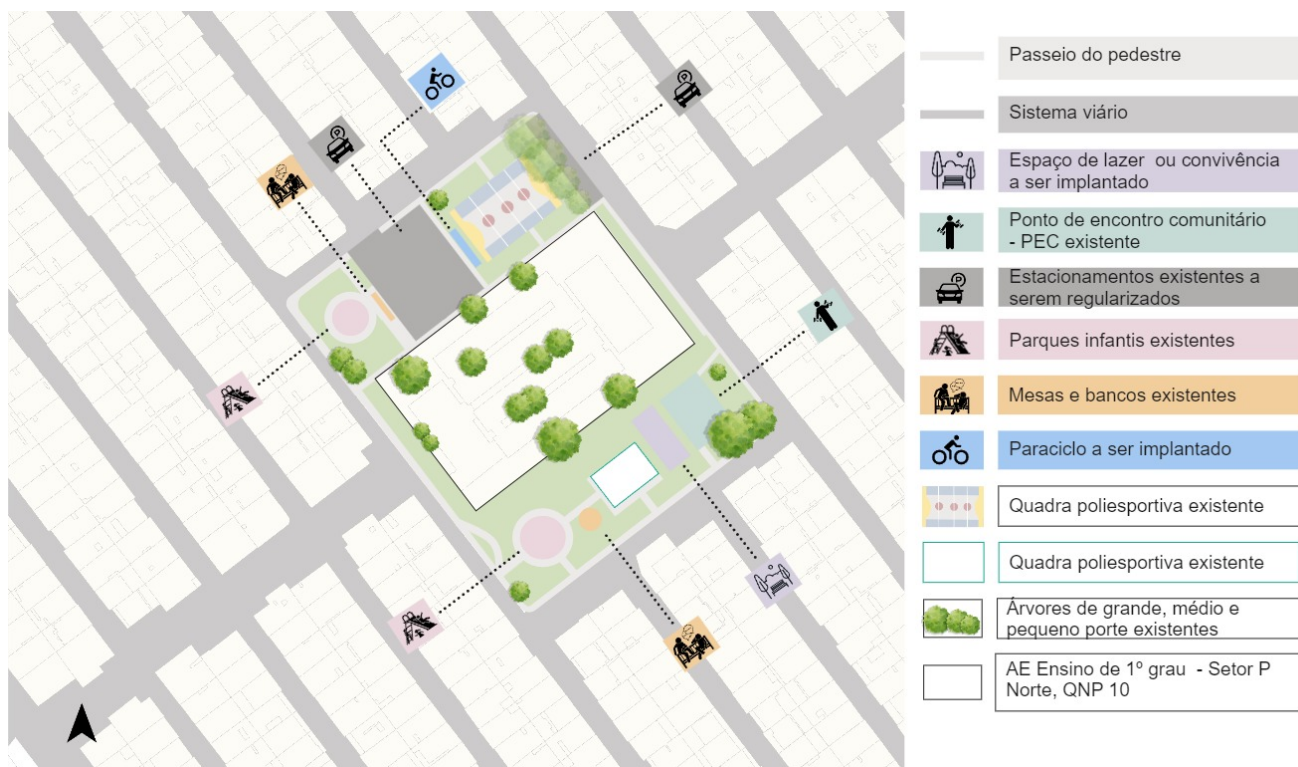 Passeio do pedestre
Sistema viário
Espaço de lazer ou convivência
a ser implantado
Ponto de encontro comunitário
- PEC existente
Estacionamentos existentes a
serem regularizados
Parques infantis existentes
Mesas e bancos existentes
Paraciclo a ser implantado
Quadra poliesportiva existente
Quadra poliesportiva existente
Árvores de grande, médio e
pequeno porte existentes
AE Ensino de 1º grau - Setor P
Norte, QNP 10